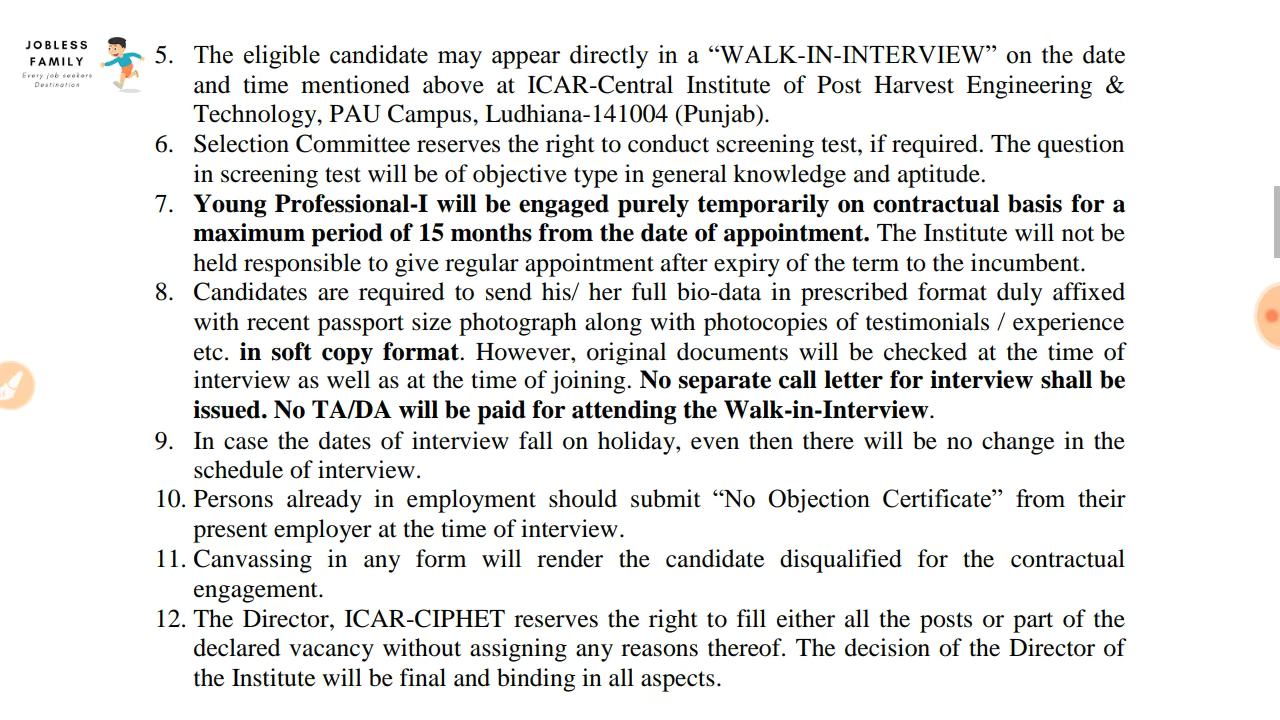 JOBLESS
FAMILY
Every job seekers
Destination
5. The eligible candidate may appear directly in a “WALK-IN-INTERVIEW” on the date
and time mentioned above at ICAR-Central Institute of Post Harvest Engineering &
Technology, PAU Campus, Ludhiana-141004 (Punjab).
6. Selection Committee reserves the right to conduct screening test, if required. The question
in screening test will be of objective type in general knowledge and aptitude.
7. Young Professional-I will be engaged purely temporarily on contractual basis for a
maximum period of 15 months from the date of appointment. The Institute will not be
held responsible to give regular appointment after expiry of the term to the incumbent.
8. Candidates are required to send his/ her full bio-data in prescribed format duly affixed
with recent passport size photograph along with photocopies of testimonials / experience
etc. in soft copy format. However, original documents will be checked at the time of
interview as well as at the time of joining. No separate call letter for interview shall be
issued. No TA/DA will be paid for attending the Walk-in-Interview.
9. In case the dates of interview fall on holiday, even then there will be no change in the
schedule of interview.
10. Persons already in employment should submit “No Objection Certificate” from their
present employer at the time of interview.
11. Canvassing in any form will render the candidate disqualified for the contractual
engagement.
12. The Director, ICAR-CIPHET reserves the right to fill either all the posts or part of the
declared vacancy without assigning any reasons thereof. The decision of the Director of
the Institute will be final and binding in all aspects.